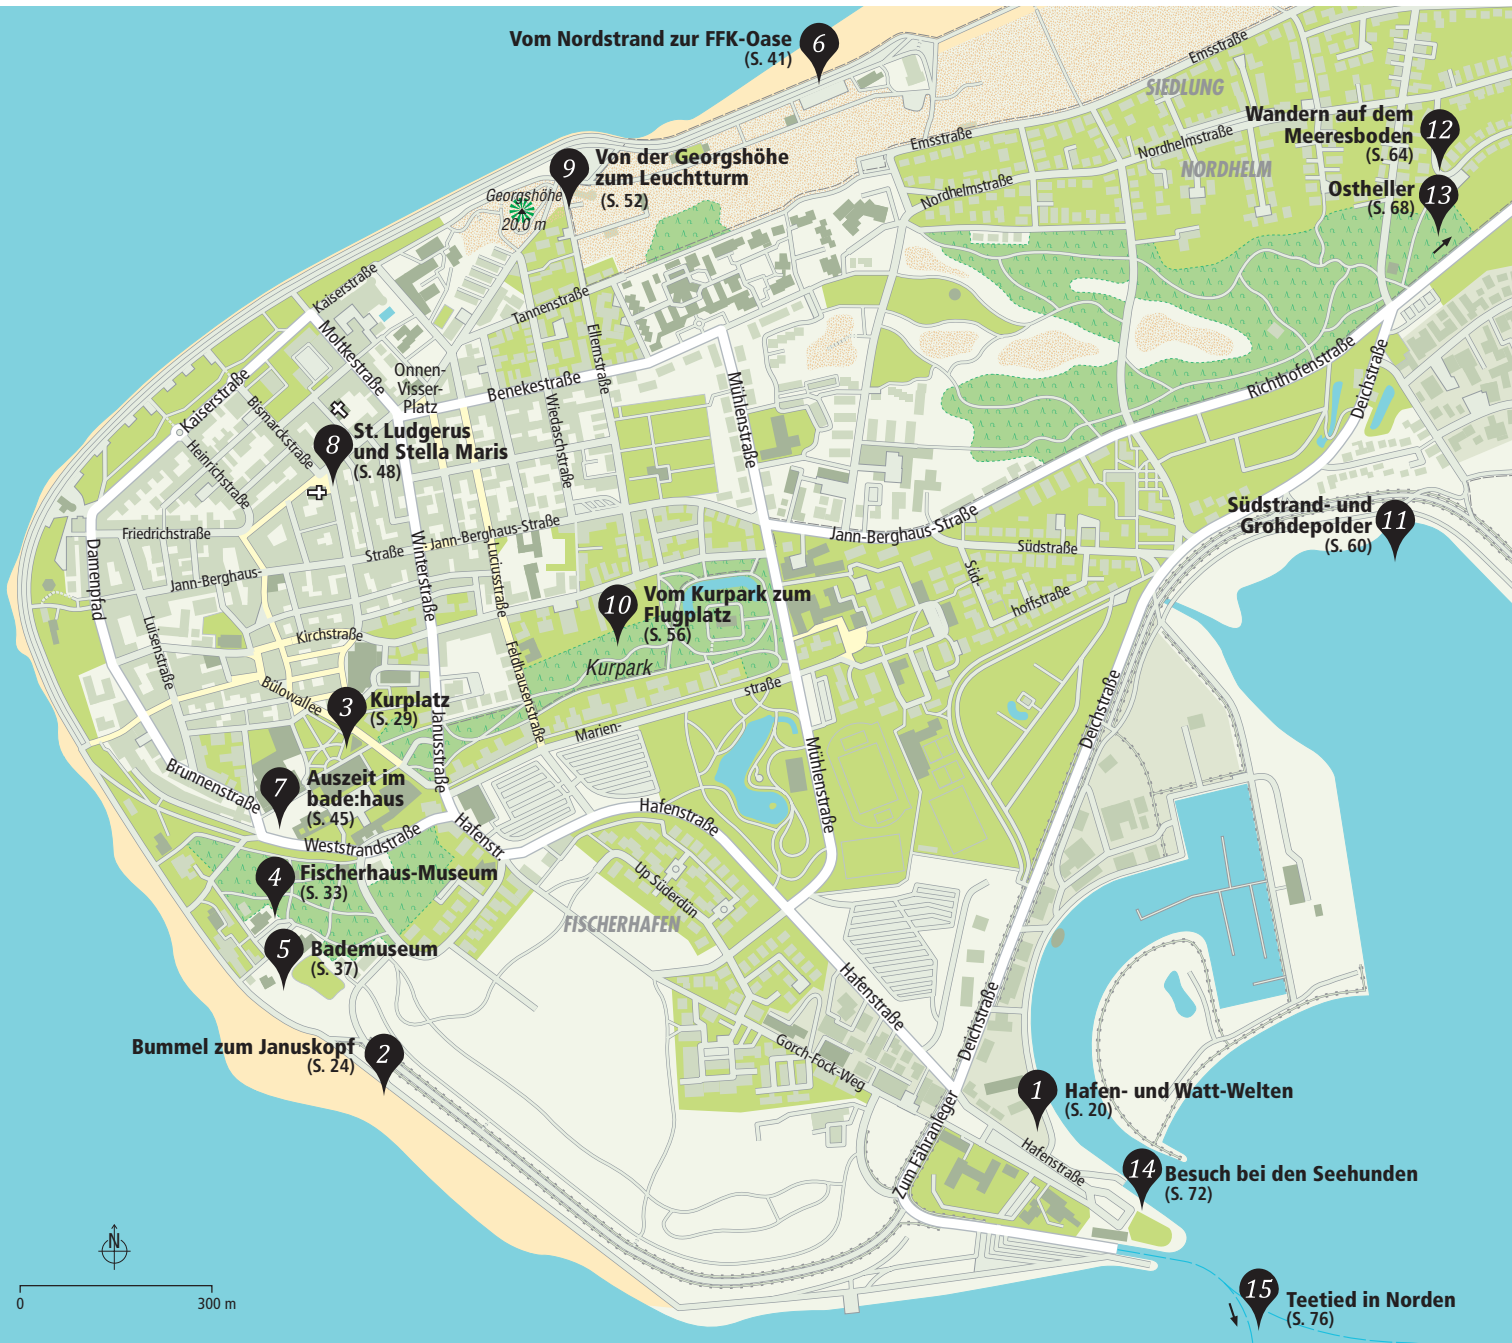 Vom Nordstrand zur FFK-Oase
(S. 41)
6
Emsstraße
SIEDLUNG
Wandern auf dem
Meeresboden
(S. 64)
12
Emsstraße
Nordhelmstraße
NORDHELM
Nordhelmstraße
Ostheller
(S. 68)
13
9
Von der Georgshöhe
zum Leuchtturm
(S. 52)
Georgshöhe
20,0 m
Kaiserstraße
Moltkestraße
Tannenstraße
Ellernstraße
Onnen-
Visser-
Platz
Benekestraße
Wiedaschstraße
Mühlenstraße
Richthofenstraße
Deichstraße
Kaiserstraße
Bismarckstraße
Heinrichstraße
8
St. Ludgerus
und Stella Maris
(S. 48)
Friedrichstraße
Damenpfad
Jann-Berghaus-
Straße
Jann-Berghaus-Straße
Winterstraße
Luciusstraße
Jann-Berghaus-Straße
Südstraße
Süd-
hoffstraße
Südstrand- und
Grohdepolder
(S. 60)
11
10
Vom Kurpark zum
Flugplatz
(S. 56)
Kurpark
Luisenstraße
Kirchstraße
Feldhausenstraße
Bülowallee
3
Kurplatz
(S. 29)
Janusstraße
Marien-
straße
Mühlenstraße
Deichstraße
Brunnenstraße
7
Auszeit im
bade:haus
(S. 45)
Weststrandstraße
Hafenstr.
Hafenstraße
4
Fischerhaus-Museum
(S. 33)
Up Süderdün
FISCHERHAFEN
5
Bademuseum
(S. 37)
Hafenstraße
Deichstraße
Bummel zum Januskopf
(S. 24)
2
Gorch-Fock-Weg
Zum Fähranleger
1
Hafen- und Watt-Welten
(S. 20)
Hafenstraße
14
Besuch bei den Seehunden
(S. 72)
N
0
300 m
15
Teetied in Norden
(S. 76)